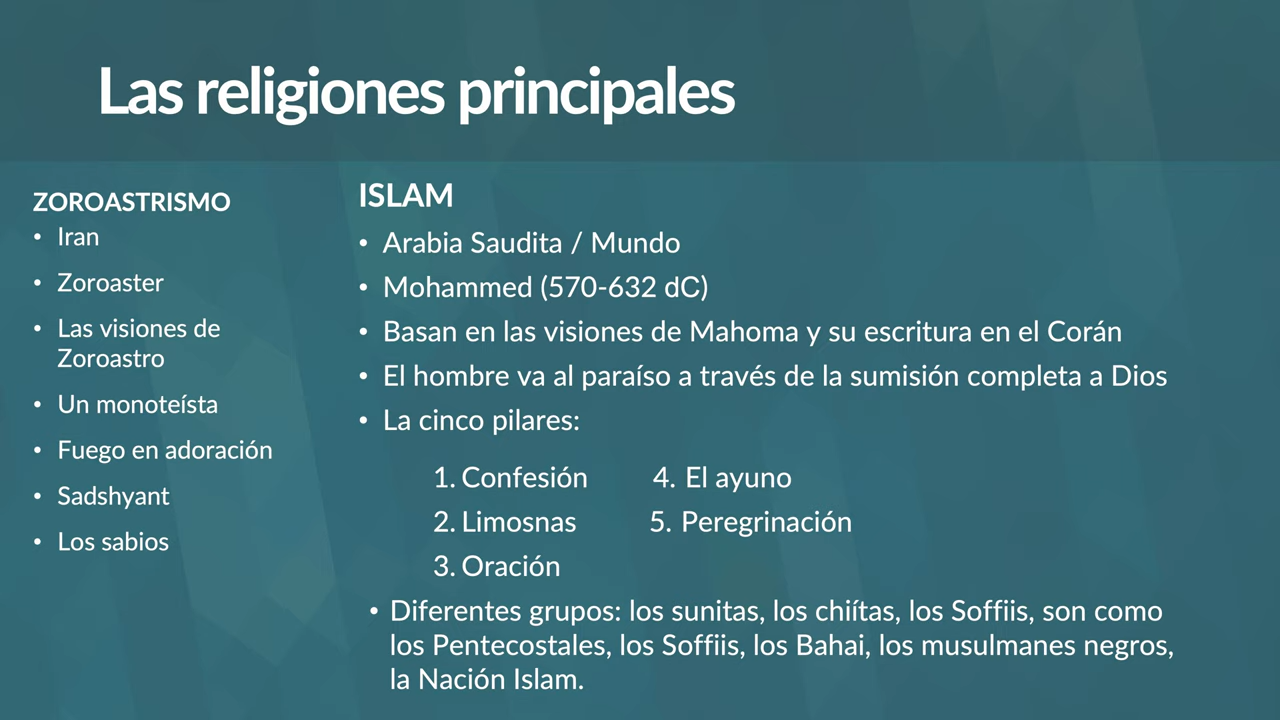 Las religiones principales
ZOROASTRISMO
• Iran
• Zoroaster
• Las visiones de
Zoroastro
• Un monoteísta
• Fuego en adoración
• Sadshyant
• Los sabios
ISLAM
• Arabia Saudita / Mundo
• Mohammed (570-632 dC)
• Basan en las visiones de Mahoma y su escritura en el Corán
• El hombre va al paraíso a través de la sumisión completa a Dios
• La cinco pilares:
1. Confesión 4. El ayuno
2. Limosnas 5. Peregrinación
3. Oración
• Diferentes grupos: los sunitas, los chiítas, los Soffiis, son como
los Pentecostales, los Soffiis, los Bahai, los musulmanes negros,
la Nación Islam.